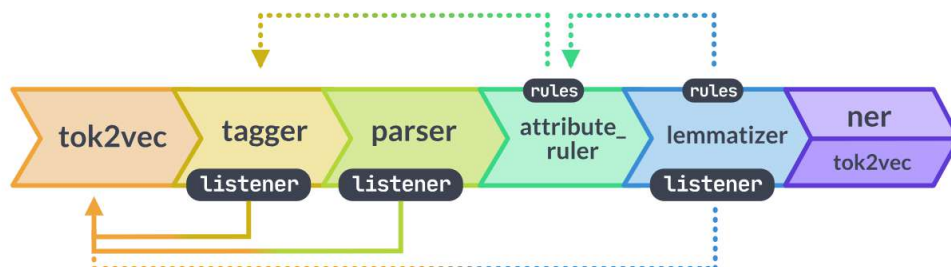 rules
rules
tok2vec
tagger
parser
attribute_
ruler
lemmatizer
ner
tok2vec
listener
listener
listener